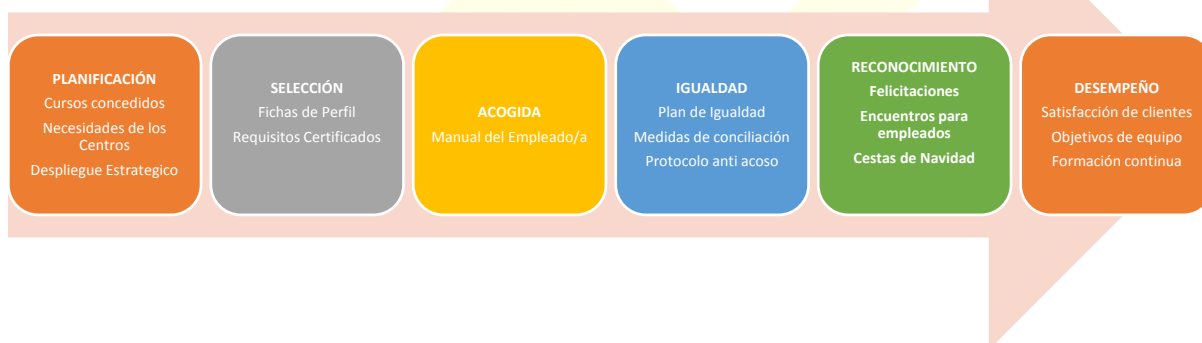 PLANIFICACIÓN
Cursos concedidos
Necesidades de los
Centros
Despliegue Estrategico
SELECCIÓN
Fichas de Perfil
Requisitos Certificados
ACOGIDA
Manual del Empleado/a
IGUALDAD
Plan de Igualdad
Medidas de conciliación
Protocolo anti acoso
RECONOCIMIENTO
Felicitaciones
Encuentros para
empleados
Cestas de Navidad
DESEMPEÑO
Satisfacción de clientes
Objetivos de equipo
Formación continua